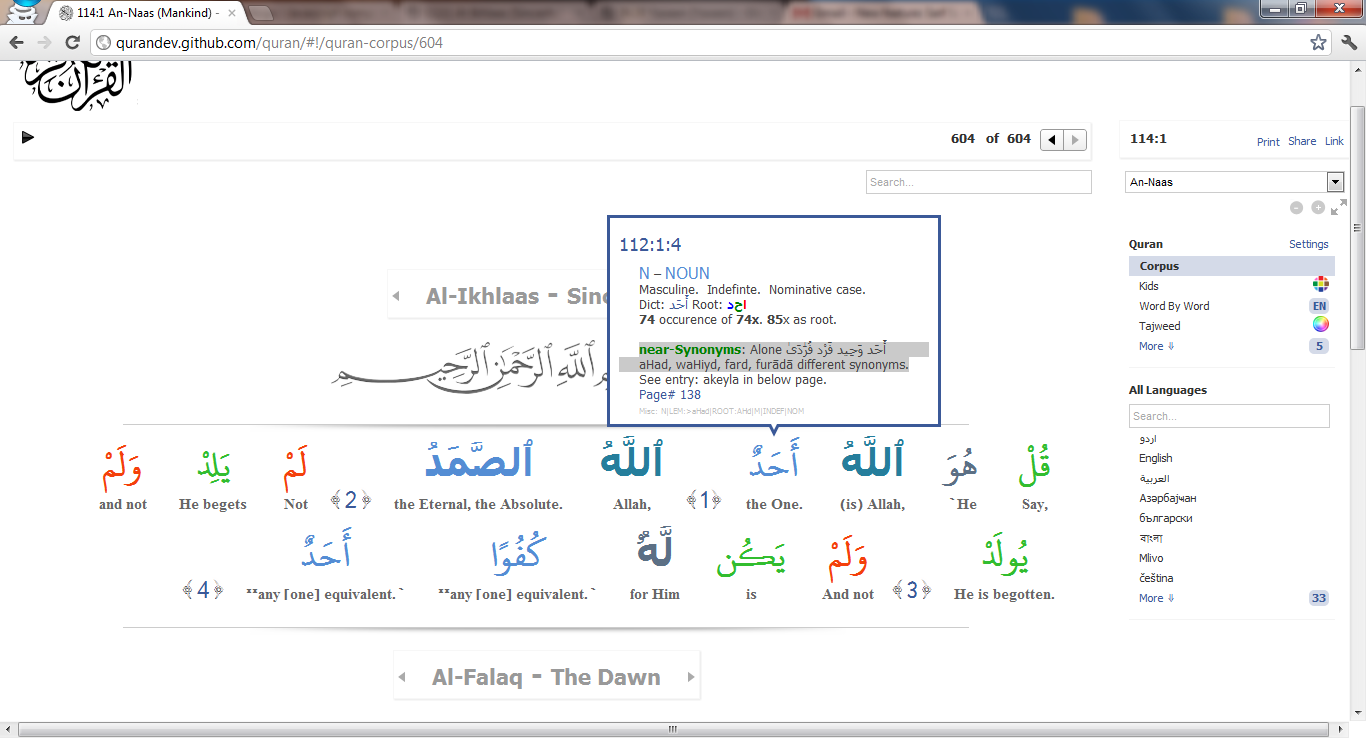 114:1 An-Naas (Mankind) -
qurandev.github.com/quran/#!/quran-corpus/604
604 of 604
Search...
114:1
Print Share Link
An-Naas
Quran Settings
Corpus
Kids
Word By Word EN
Tajweed
More 5
All Languages
Search...
اردو
English
العربية
Азәрбајҹан
български
বাংলা
Mlivo
čeština
More 33
Al-Ikhlaas - Sinc
ٱللَّهِ ٱلرَّحْمَٰنِ ٱلرَّحِيمِ
112:1:4
N – NOUN
Masculine. Indefinte. Nominative case.
Dict: أَحَد Root: احد
74 occurence of 74x. 85x as root.
near-Synonyms: Alone أَحَد وَحِيد فَرْد فُرَٰدَىٰ
aHad, waHiyd, fard, furādā different synonyms.
See entry: akeyla in below page.
Page# 138
Misc: N|LEM:>aHad|ROOT:AHd|M|INDEF|NOM
قُلْ هُوَ ٱللَّهُ أَحَدٌ ﴿1﴾ ٱللَّهُ ٱلصَّمَدُ ﴿2﴾ لَمْ يَلِدْ وَلَمْ
Say, `He (is) Allah, the One. Allah, the Eternal, the Absolute. Not He begets and not
يُولَدْ ﴿3﴾ وَلَمْ يَكُن لَّهُۥ كُفُوًا أَحَدٌۢ ﴿4﴾
He is begotten. And not is for Him **any [one] equivalent.` **any [one] equivalent.`
Al-Falaq - The Dawn